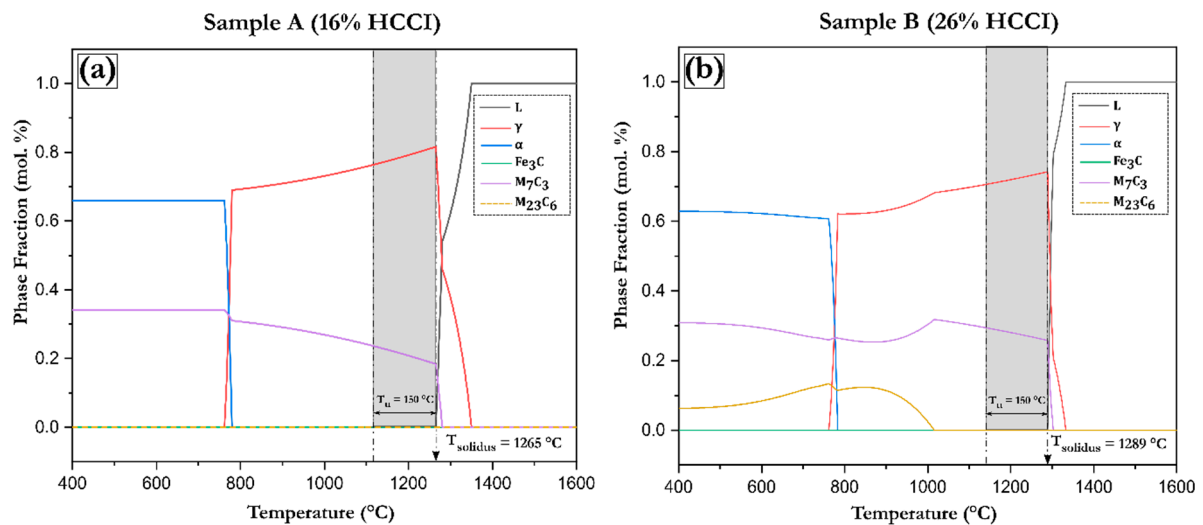 Sample A (16% HCCI)
(a)
L
γ
α
Fe₃C
M₇C₃
M₂₃C₆
Phase Fraction (mol. %)
1.0
0.8
0.6
0.4
0.2
0.0
Tᵤ = 150 °C
T_solidus = 1265 °C
400 600 800 1000 1200 1400 1600
Temperature (°C)
Sample B (26% HCCI)
(b)
L
γ
α
Fe₃C
M₇C₃
M₂₃C₆
Phase Fraction (mol. %)
1.0
0.8
0.6
0.4
0.2
0.0
Tᵤ = 150 °C
T_solidus = 1289 °C
400 600 800 1000 1200 1400 1600
Temperature (°C)